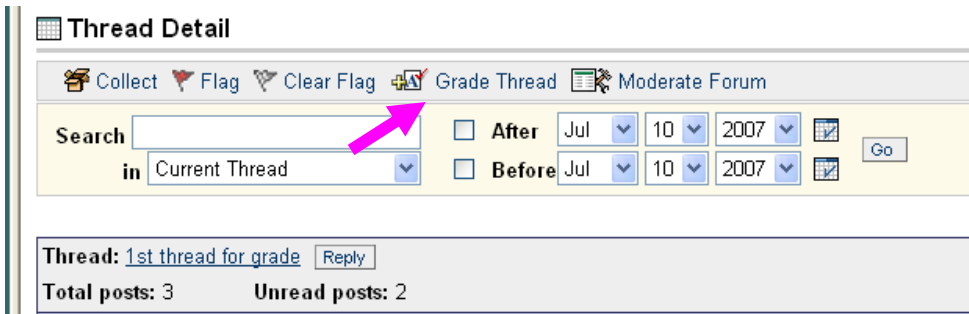 Thread Detail
Collect Flag Clear Flag Grade Thread Moderate Forum
Search After Jul 10 2007
Go
in Current Thread Before Jul 10 2007
Thread: 1st thread for grade Reply
Total posts: 3 Unread posts: 2